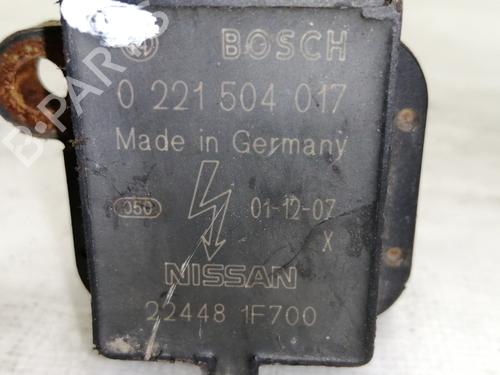 BOSCH
0 221 504 017
Made in Germany
050
01-12-07
X
NISSAN
22448 1F700
B-PARTS